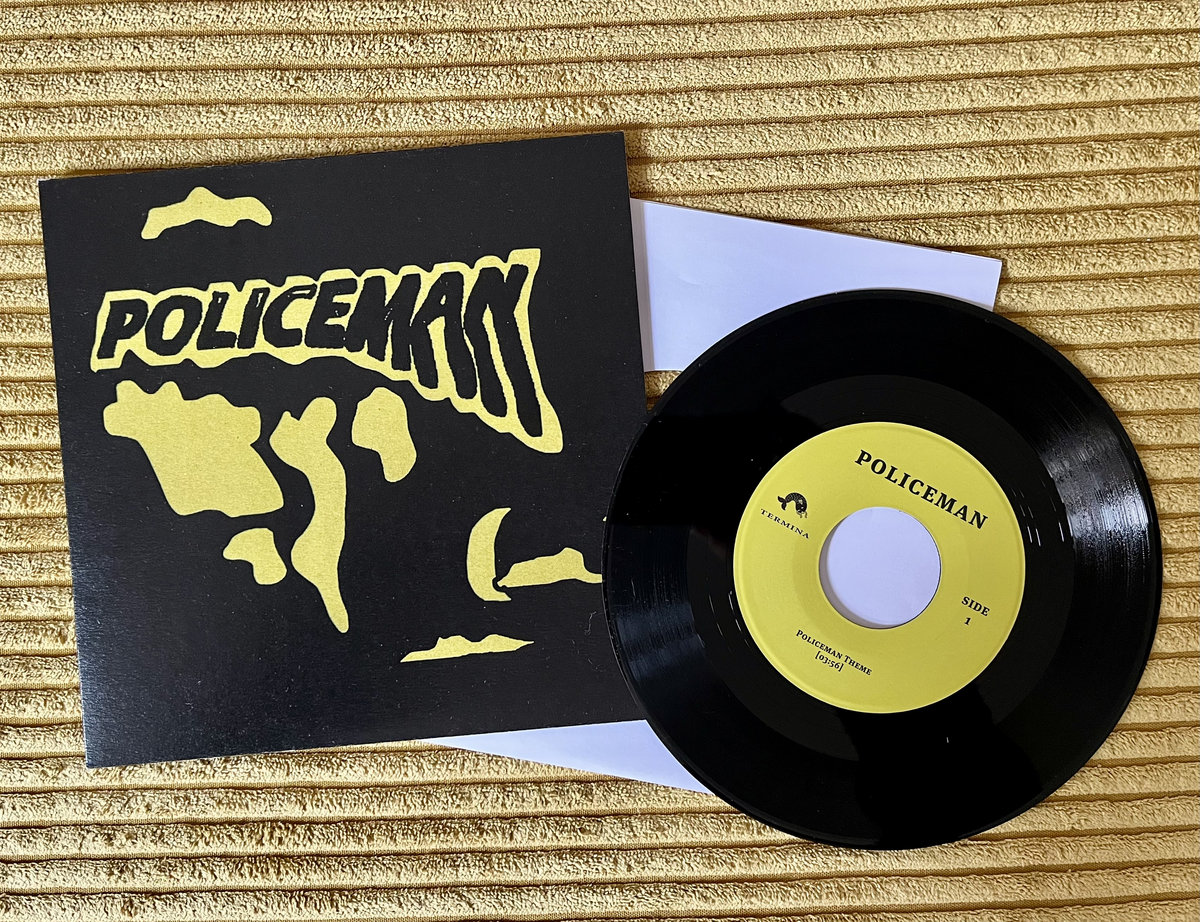 POLICEMAN
POLICEMAN
TERMINA
SIDE
1
Policeman Theme
[03:56]